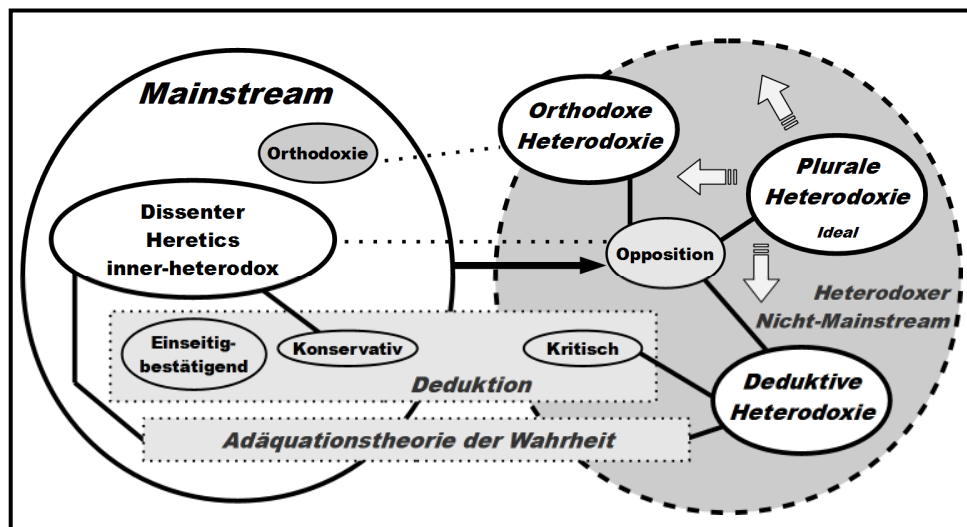 Mainstream
Orthodoxie
Dissenter
Heretics
inner-heterodox
Einseitig-
bestätigend
Konservativ
Kritisch
Deduktion
Adäquationstheorie der Wahrheit
Orthodoxe
Heterodoxie
Plurale
Heterodoxie
Ideal
Opposition
Heterodoxer
Nicht-Mainstream
Deduktive
Heterodoxie